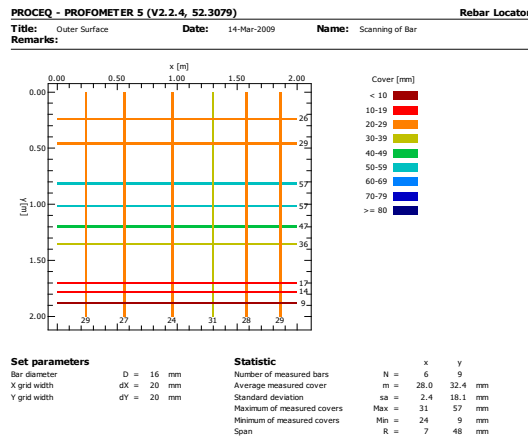 PROCEQ - PROFOMETER 5 (V2.2.4, 52.3079) Rebar Locator
Title: Outer Surface Date: 14-Mar-2009 Name: Scanning of Bar
Remarks:
x [m]
0.00 0.50 1.00 1.50 2.00
Cover [mm]
< 10
10-19
20-29
30-39
40-49
50-59
60-69
70-79
>= 80
y[m]
0.00
0.50
1.00
1.50
2.00
26
29
57
57
47
36
17
14
9
29 27 24 31 28 29
Set parameters
Bar diameter D = 16 mm
X grid width dX = 20 mm
Y grid width dY = 20 mm
Statistic x y
Number of measured bars N = 6 9
Average measured cover m = 28.0 32.4 mm
Standard deviation sa = 2.4 18.1 mm
Maximum of measured covers Max = 31 57 mm
Minimum of measured covers Min = 24 9 mm
Span R = 7 48 mm